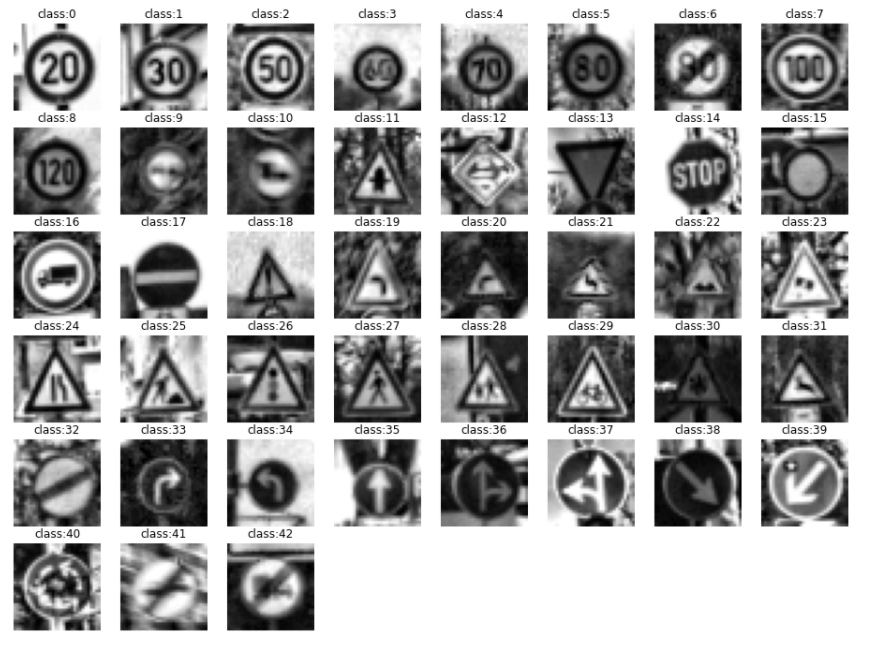 class:0 class:1 class:2 class:3 class:4 class:5 class:6 class:7
20 30 50 60 70 80 80 100
class:8 class:9 class:10 class:11 class:12 class:13 class:14 class:15
120 STOP
class:16 class:17 class:18 class:19 class:20 class:21 class:22 class:23
class:24 class:25 class:26 class:27 class:28 class:29 class:30 class:31
class:32 class:33 class:34 class:35 class:36 class:37 class:38 class:39
class:40 class:41 class:42